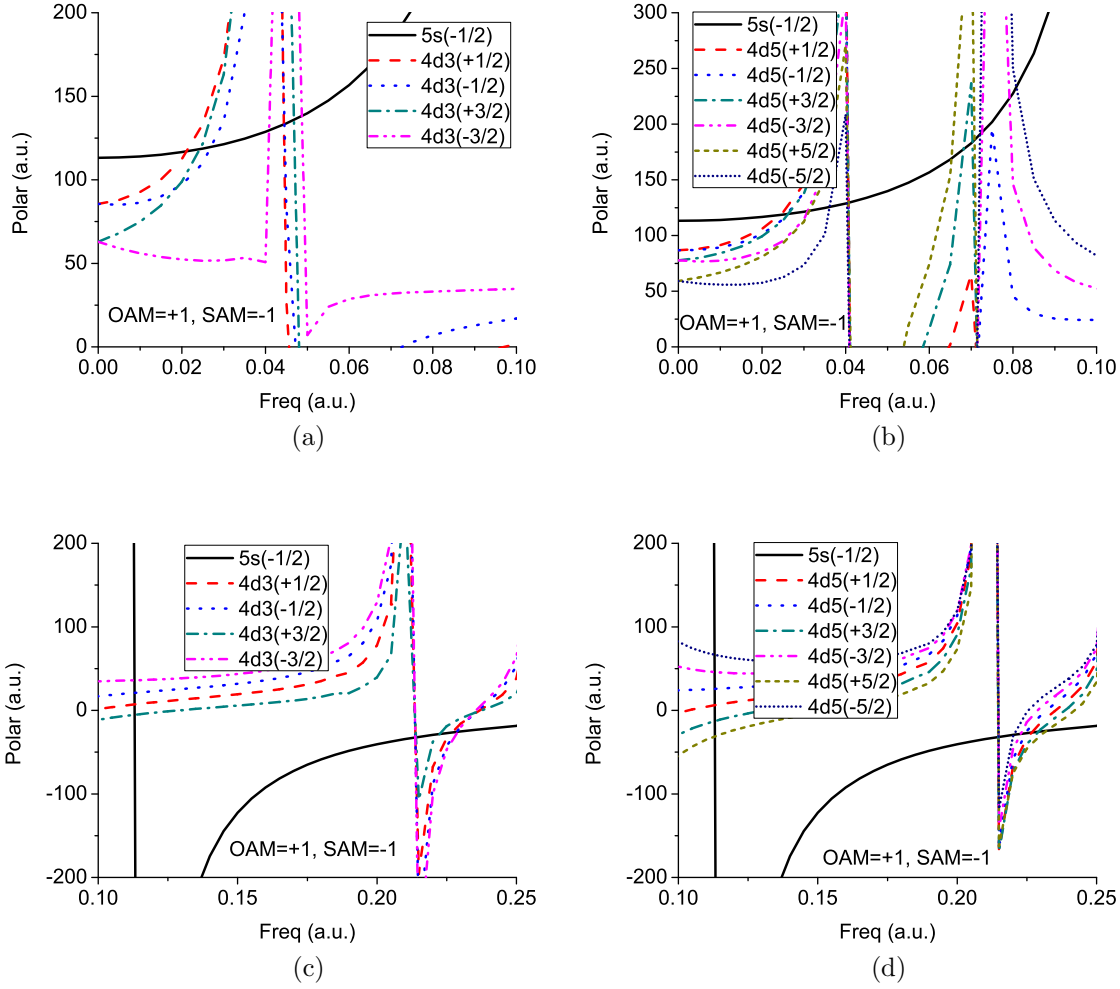 200
150
100
50
0
Polar (a.u.)
5s(-1/2)
4d3(+1/2)
4d3(-1/2)
4d3(+3/2)
4d3(-3/2)
OAM=+1, SAM=-1
0.00 0.02 0.04 0.06 0.08 0.10
Freq (a.u.)
(a)
300
250
200
150
100
50
0
Polar (a.u.)
5s(-1/2)
4d5(+1/2)
4d5(-1/2)
4d5(+3/2)
4d5(-3/2)
4d5(+5/2)
4d5(-5/2)
OAM=+1, SAM=-1
0.00 0.02 0.04 0.06 0.08 0.10
Freq (a.u.)
(b)
200
100
0
-100
-200
Polar (a.u.)
5s(-1/2)
4d3(+1/2)
4d3(-1/2)
4d3(+3/2)
4d3(-3/2)
OAM=+1, SAM=-1
0.10 0.15 0.20 0.25
Freq (a.u.)
(c)
200
100
0
-100
-200
Polar (a.u.)
5s(-1/2)
4d5(+1/2)
4d5(-1/2)
4d5(+3/2)
4d5(-3/2)
4d5(+5/2)
4d5(-5/2)
OAM=+1, SAM=-1
0.10 0.15 0.20 0.25
Freq (a.u.)
(d)